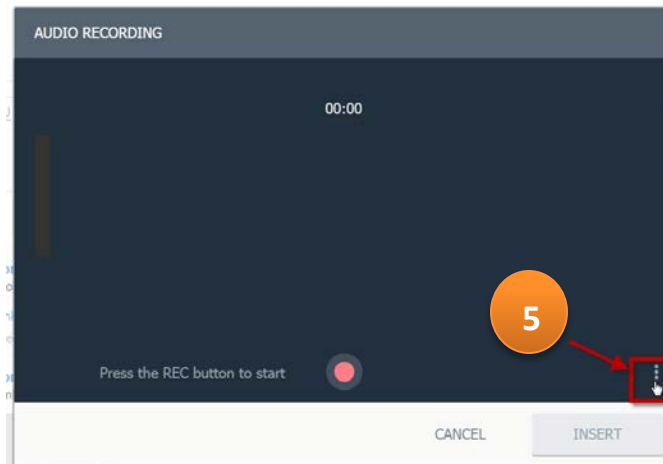 AUDIO RECORDING
00:00
5
Press the REC button to start
CANCEL
INSERT